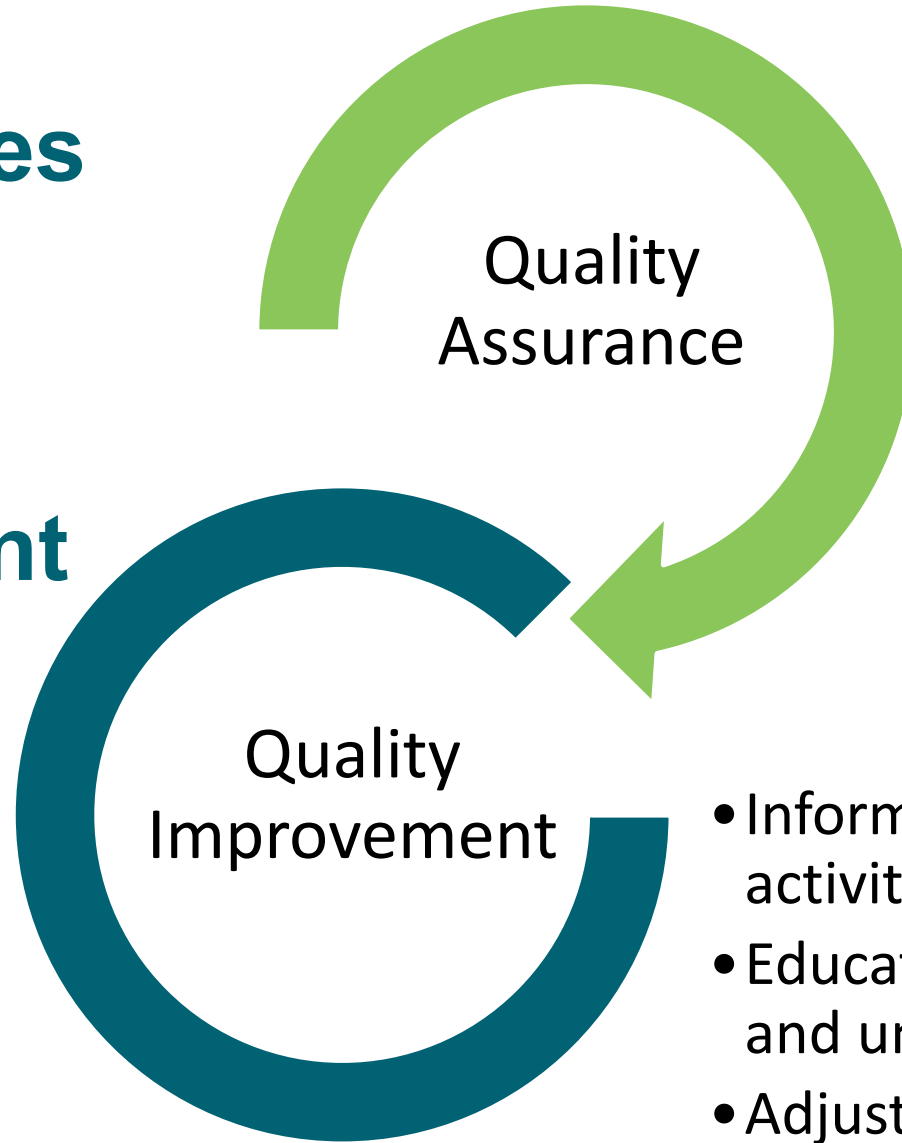 es
Quality
Assurance
nt
Quality
Improvement
•Inform
activit
•Educat
and ur
•Adjust